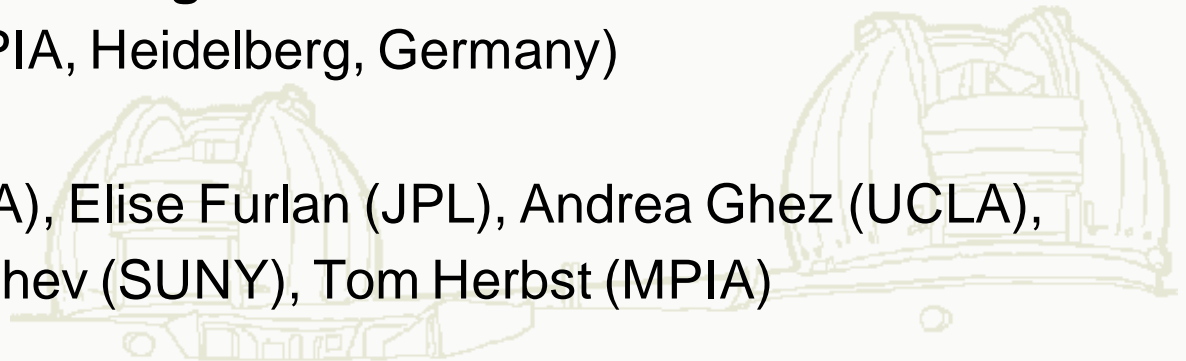 PIA, Heidelberg, Germany)
A), Elise Furlan (JPL), Andrea Ghez (UCLA),
hev (SUNY), Tom Herbst (MPIA)